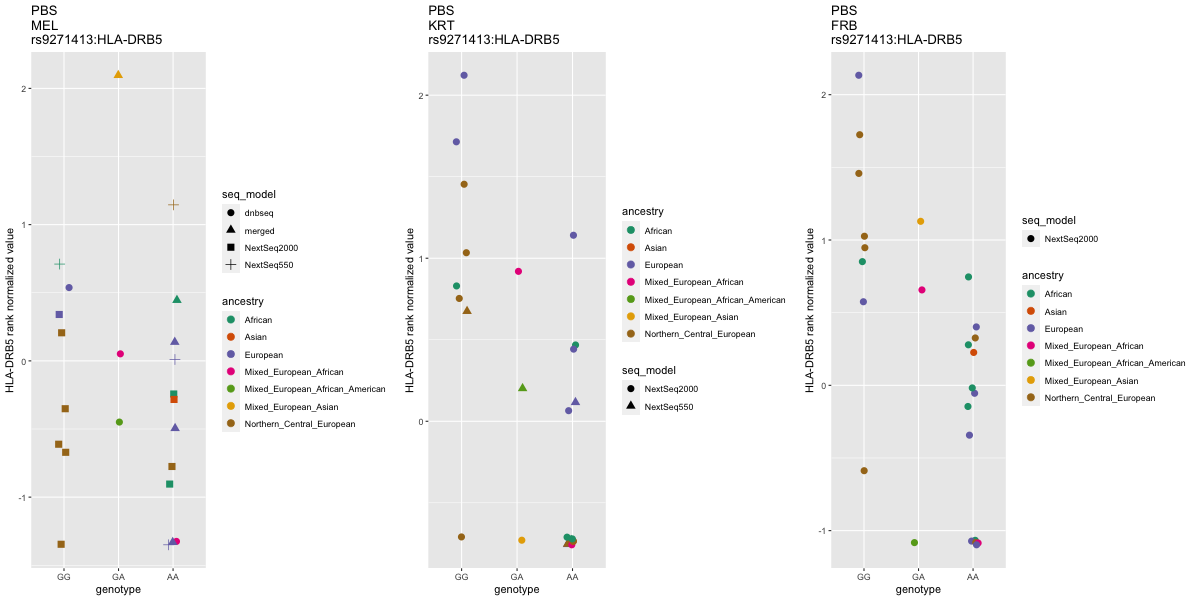 PBS
MEL
rs9271413:HLA-DRB5
HLA-DRB5 rank normalized value
2
1
0
-1
GG
GA
AA
genotype
seq_model
dnbseq
merged
NextSeq2000
NextSeq550
ancestry
African
Asian
European
Mixed_European_African
Mixed_European_African_American
Mixed_European_Asian
Northern_Central_European
PBS
KRT
rs9271413:HLA-DRB5
HLA-DRB5 rank normalized value
2
1
0
GG
GA
AA
genotype
ancestry
African
Asian
European
Mixed_European_African
Mixed_European_African_American
Mixed_European_Asian
Northern_Central_European
seq_model
NextSeq2000
NextSeq550
PBS
FRB
rs9271413:HLA-DRB5
HLA-DRB5 rank normalized value
2
1
0
-1
GG
GA
AA
genotype
seq_model
NextSeq2000
ancestry
African
Asian
European
Mixed_European_African
Mixed_European_African_American
Mixed_European_Asian
Northern_Central_European